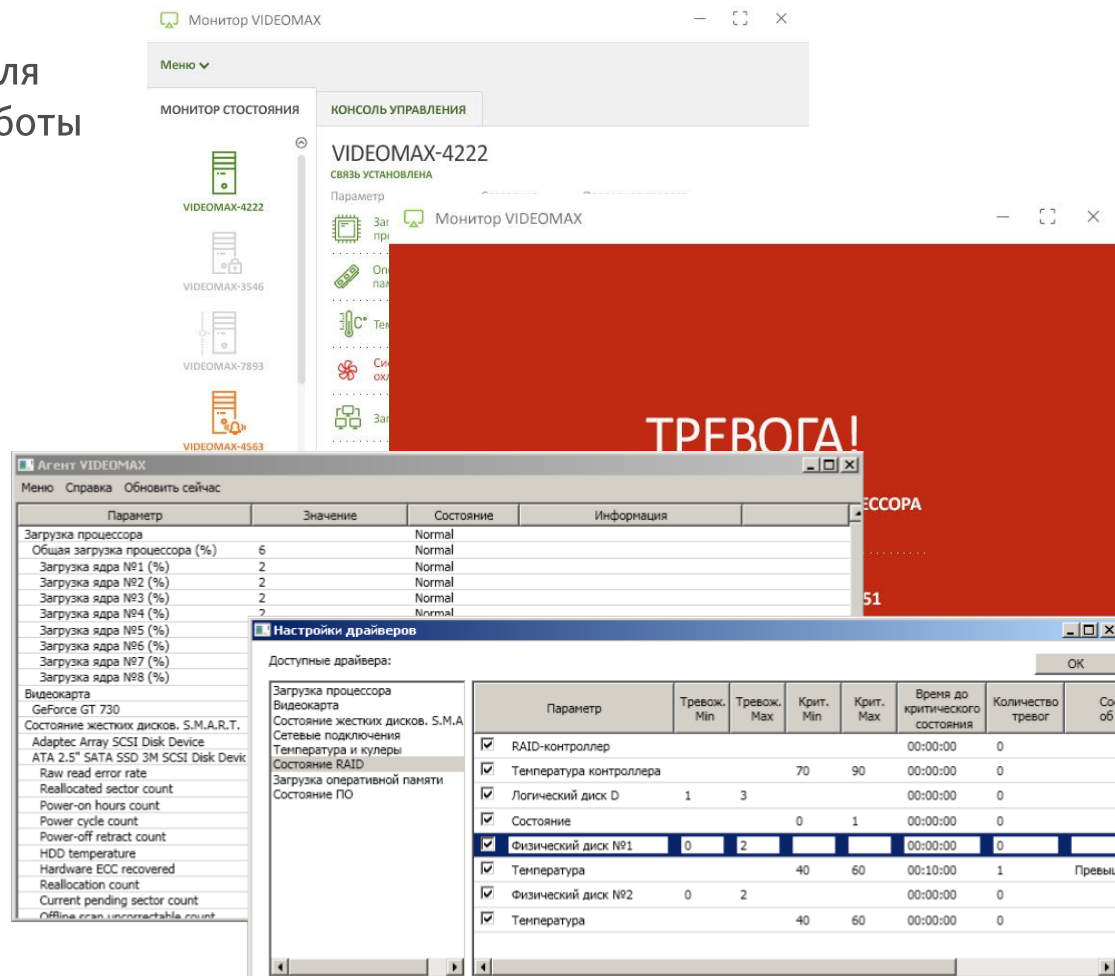 Монитор VIDEOMAX
Меню
МОНИТОР СТОСТОЯНИЯ
КОНСОЛЬ УПРАВЛЕНИЯ
VIDEOMAX-4222
VIDEOMAX-3546
VIDEOMAX-7893
VIDEOMAX-4563
VIDEOMAX-4222
СВЯЗЬ УСТАНОВЛЕНА
Параметр
Монитор VIDEOMAX
ТРЕВОГА!
51
Агент VIDEOMAX
Меню Справка Обновить сейчас
Параметр Значение Состояние Информация
Загрузка процессора Normal
Общая загрузка процессора (%) 6 Normal
Загрузка ядра №1 (%) 2 Normal
Загрузка ядра №2 (%) 2 Normal
Загрузка ядра №3 (%) 2 Normal
Загрузка ядра №4 (%) 2 Normal
Загрузка ядра №5 (%)
Загрузка ядра №6 (%)
Загрузка ядра №7 (%)
Загрузка ядра №8 (%)
Видеокарта
GeForce GT 730
Состояние жестких дисков. S.M.A.R.T.
Adaptec Array SCSI Disk Device
ATA 2.5" SATA SSD 3M SCSI Disk Devic
Raw read error rate
Reallocated sector count
Power-on hours count
Power cycle count
Power-off retract count
HDD temperature
Hardware ECC recovered
Reallocation count
Current pending sector count
Offline scan uncorrectable count
Настройки драйверов
Доступные драйвера:
OK
Загрузка процессора
Видеокарта
Состояние жестких дисков. S.M.A
Сетевые подключения
Температура и кулеры
Состояние RAID
Загрузка оперативной памяти
Состояние ПО
Параметр Тревож. Min Тревож. Max Крит. Min Крит. Max Время до критического состояния Количество тревог
RAID-контроллер 00:00:00 0
Температура контроллера 70 90 00:00:00 0
Логический диск D 1 3 00:00:00 0
Состояние 0 1 00:00:00 0
Физический диск №1 0 2 00:00:00 0
Температура 40 60 00:10:00 1 Превыш
Физический диск №2 0 2 00:00:00 0
Температура 40 60 00:00:00 0